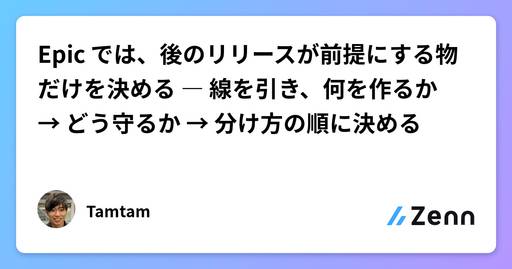 Epic では、後のリリースが前提にする物
だけを決める — 線を引き、何を作るか
→ どう守るか → 分け方の順に決める
Tamtam
Zenn